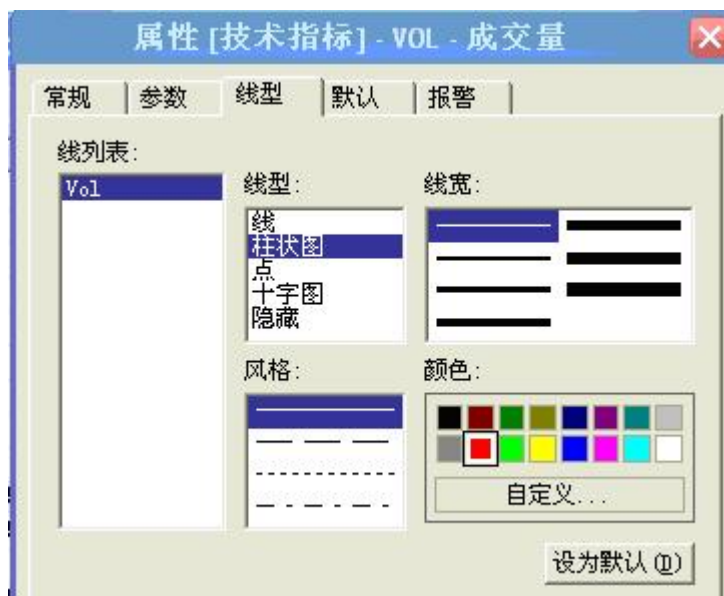 属性 [技术指标] - VOL - 成交量
常规 参数 线型 默认 报警
线列表:
Vol
线型:
线
柱状图
点
十字图
隐藏
线宽:
风格:
颜色:
自定义...
设为默认(D)